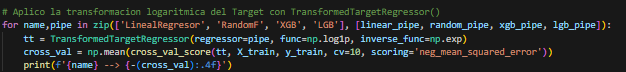 # Aplico la transformacion logaritmica del Target con TransformedTargetRegressor()
for name,pipe in zip(['LinealRegresor', 'RandomF', 'XGB', 'LGB'], [linear_pipe, random_pipe, xgb_pipe, lgb_pipe]):
    tt = TransformedTargetRegressor(regressor=pipe, func=np.log1p, inverse_func=np.exp)
    cross_val = np.mean(cross_val_score(tt, X_train, y_train, cv=10, scoring='neg_mean_squared_error'))
    print(f'{name} --> {-(cross_val):.4f}')